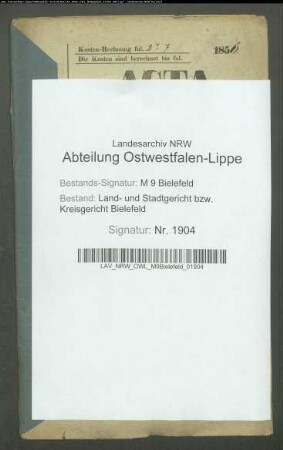 Kosten-Rechnung fol.
185
Die Kosten sind berechnet bis fol.
ACTA
Landesarchiv NRW
Abteilung Ostwestfalen-Lippe
Bestands-Signatur: M 9 Bielefeld
Bestand: Land- und Stadtgericht bzw.
Kreisgericht Bielefeld
Signatur: Nr. 1904
LAV_NRW_OWL_M9Bielefeld_01904